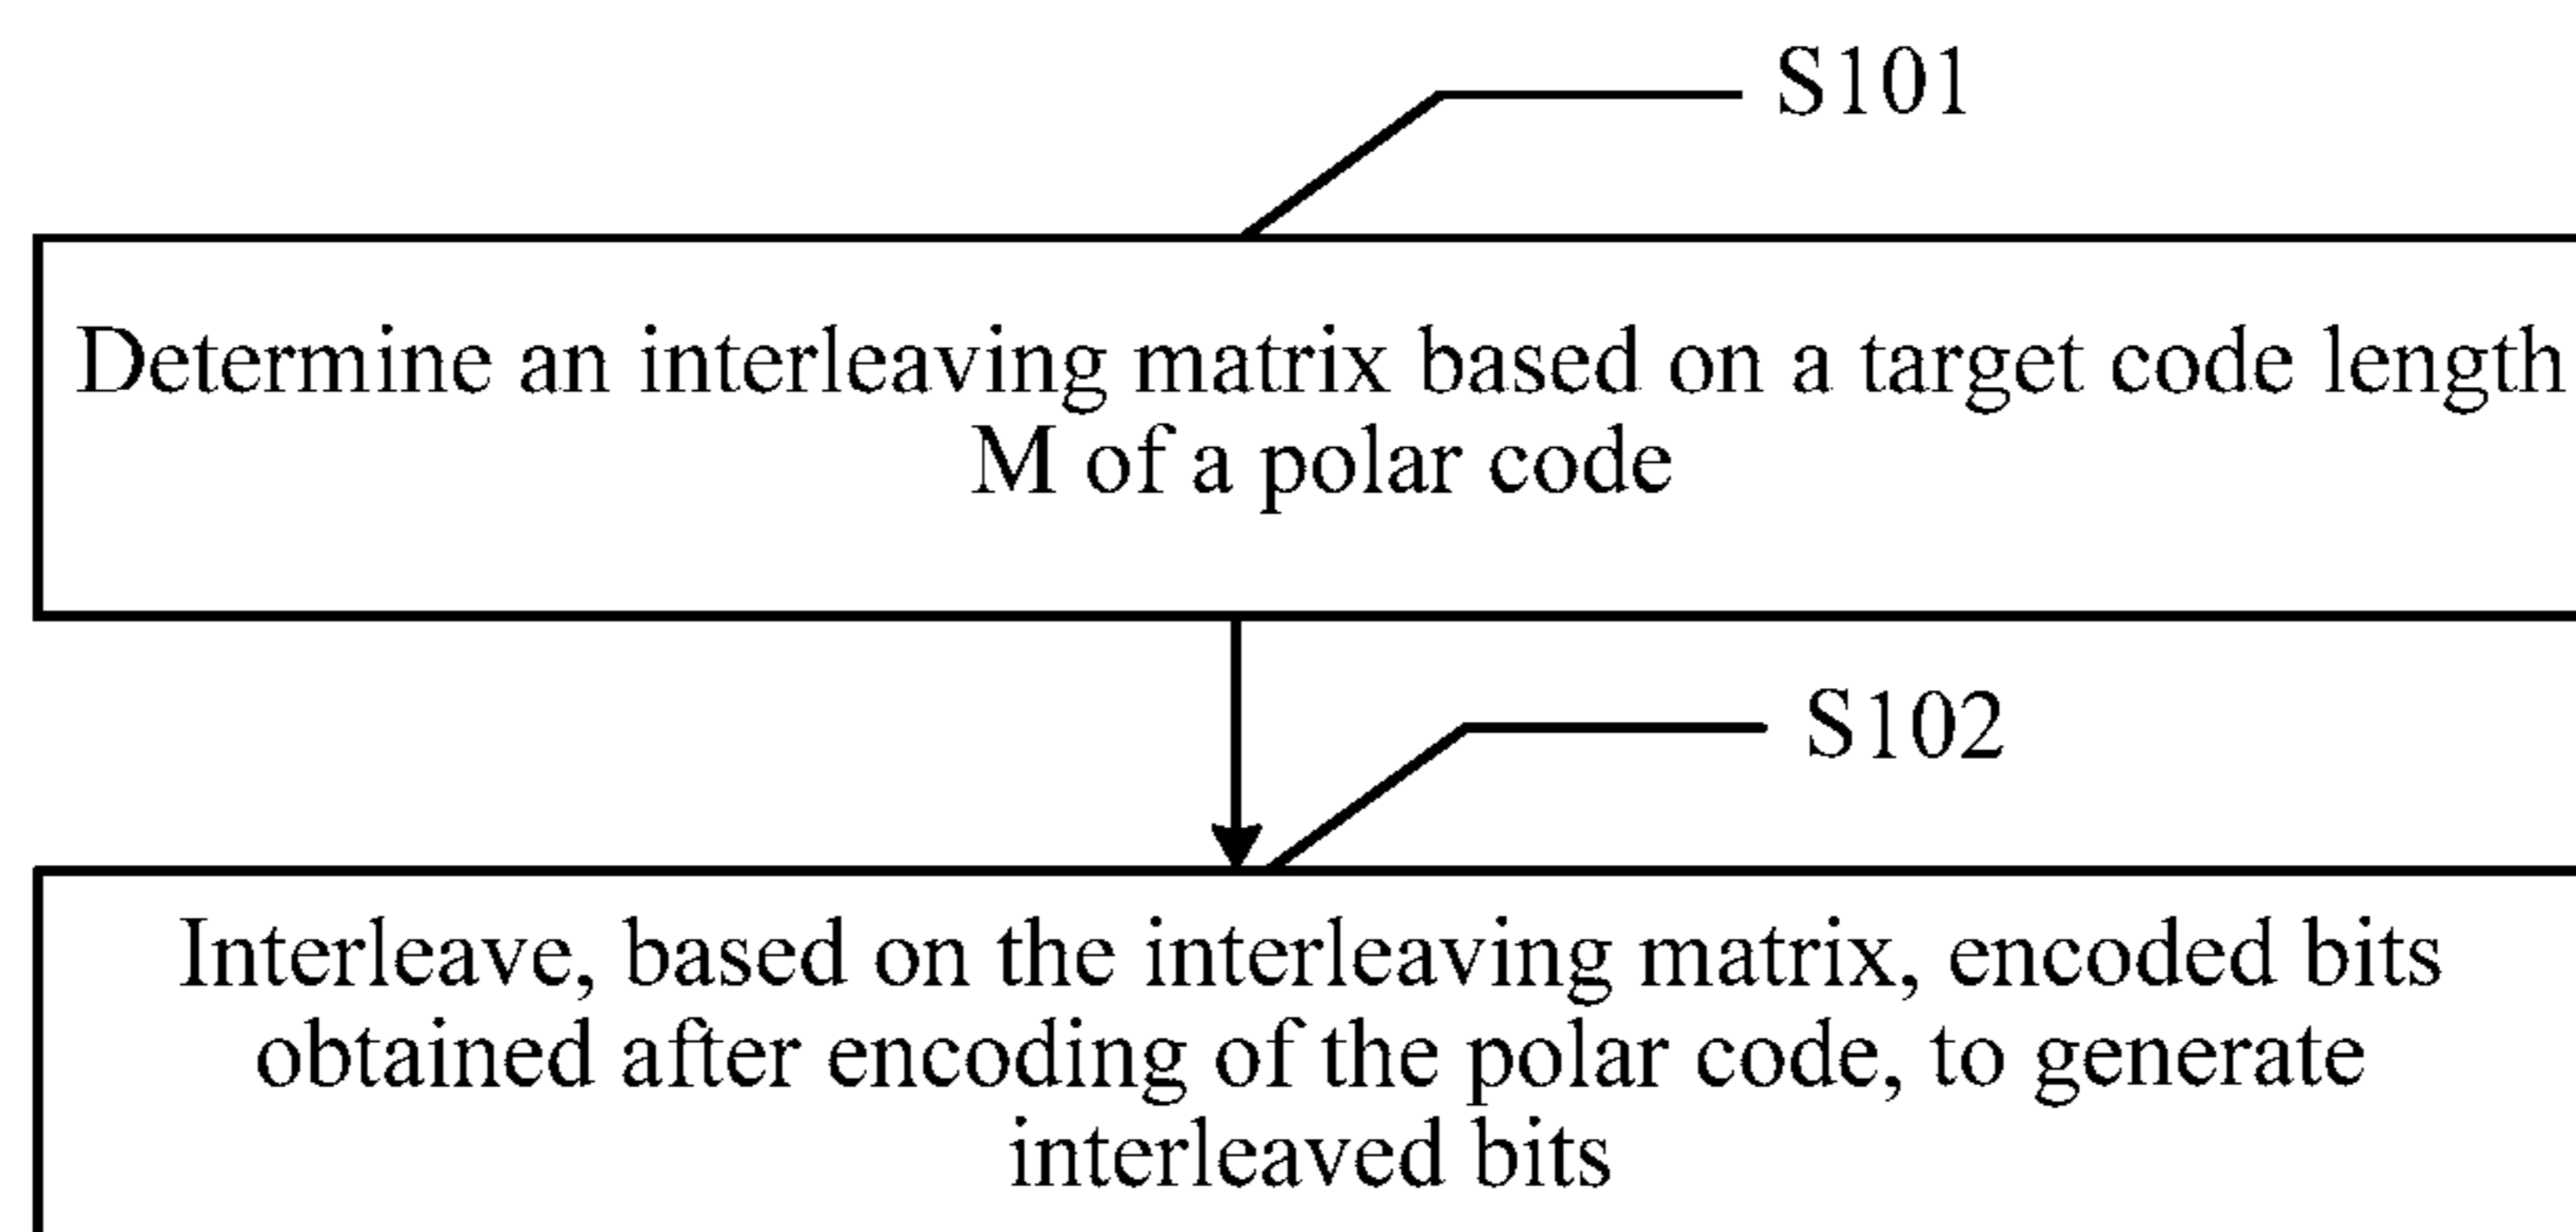 S101
Determine an interleaving matrix based on a target code length
M of a polar code
S102
Interleave, based on the interleaving matrix, encoded bits
obtained after encoding of the polar code, to generate
interleaved bits